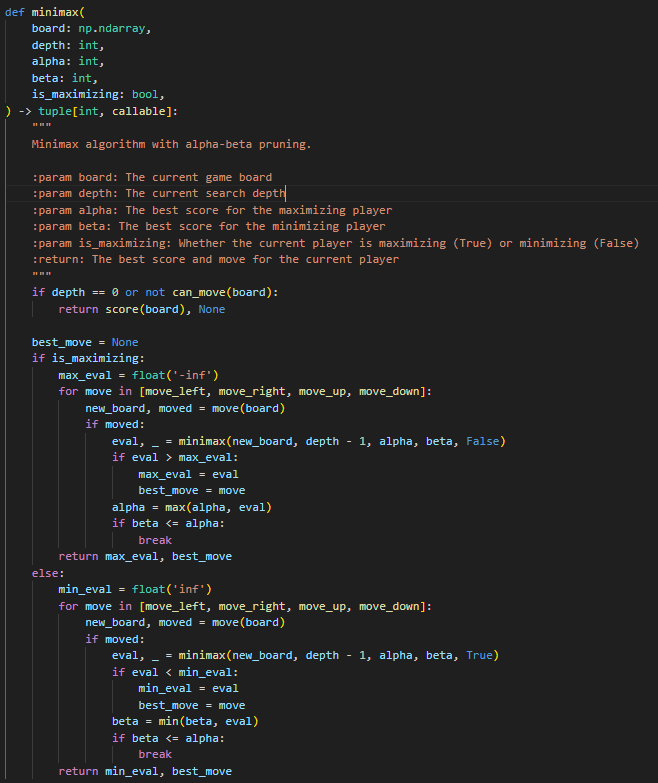 def minimax(
    board: np.ndarray,
    depth: int,
    alpha: int,
    beta: int,
    is_maximizing: bool,
) -> tuple[int, callable]:
    """
    Minimax algorithm with alpha-beta pruning.

    :param board: The current game board
    :param depth: The current search depth
    :param alpha: The best score for the maximizing player
    :param beta: The best score for the minimizing player
    :param is_maximizing: Whether the current player is maximizing (True) or minimizing (False)
    :return: The best score and move for the current player
    """
    if depth == 0 or not can_move(board):
        return score(board), None

    best_move = None
    if is_maximizing:
        max_eval = float('-inf')
        for move in [move_left, move_right, move_up, move_down]:
            new_board, moved = move(board)
            if moved:
                eval, _ = minimax(new_board, depth - 1, alpha, beta, False)
                if eval > max_eval:
                    max_eval = eval
                    best_move = move
                alpha = max(alpha, eval)
                if beta <= alpha:
                    break
        return max_eval, best_move
    else:
        min_eval = float('inf')
        for move in [move_left, move_right, move_up, move_down]:
            new_board, moved = move(board)
            if moved:
                eval, _ = minimax(new_board, depth - 1, alpha, beta, True)
                if eval < min_eval:
                    min_eval = eval
                    best_move = move
                beta = min(beta, eval)
                if beta <= alpha:
                    break
        return min_eval, best_move